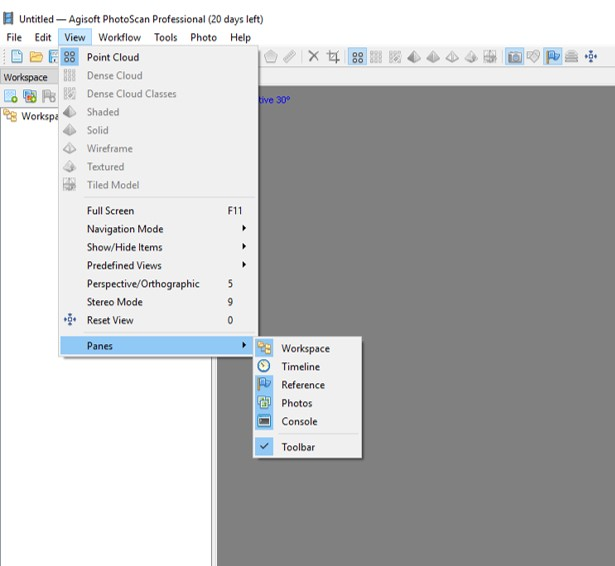 Untitled — Agisoft PhotoScan Professional (20 days left)
File Edit View Workflow Tools Photo Help
Workspace
Point Cloud
Dense Cloud
Dense Cloud Classes
Shaded
Solid
Wireframe
Textured
Tiled Model
Full Screen F11
Navigation Mode
Show/Hide Items
Predefined Views
Perspective/Orthographic 5
Stereo Mode 9
Reset View 0
Panes
Workspa
tive 30°
Workspace
Timeline
Reference
Photos
Console
Toolbar